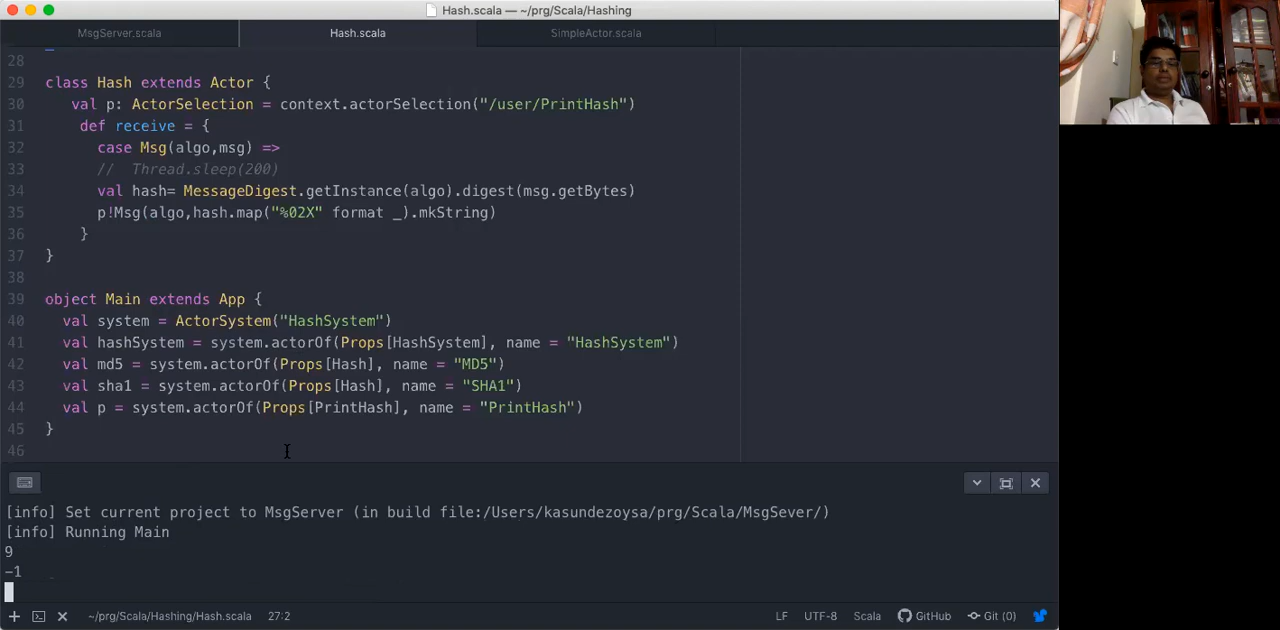 Hash.scala — ~/prg/Scala/Hashing
MsgServer.scala Hash.scala SimpleActor.scala
28
29 class Hash extends Actor {
30 val p: ActorSelection = context.actorSelection("/user/PrintHash")
31 def receive = {
32 case Msg(algo,msg) =>
33 // Thread.sleep(200)
34 val hash= MessageDigest.getInstance(algo).digest(msg.getBytes)
35 p!Msg(algo,hash.map("%02X" format _).mkString)
36 }
37 }
38
39 object Main extends App {
40 val system = ActorSystem("HashSystem")
41 val hashSystem = system.actorOf(Props[HashSystem], name = "HashSystem")
42 val md5 = system.actorOf(Props[Hash], name = "MD5")
43 val sha1 = system.actorOf(Props[Hash], name = "SHA1")
44 val p = system.actorOf(Props[PrintHash], name = "PrintHash")
45 }
46
[info] Set current project to MsgServer (in build file:/Users/kasundezoysa/prg/Scala/MsgSever/)
[info] Running Main
9
-1
~/prg/Scala/Hashing/Hash.scala 27:2 LF UTF-8 Scala GitHub Git (0)